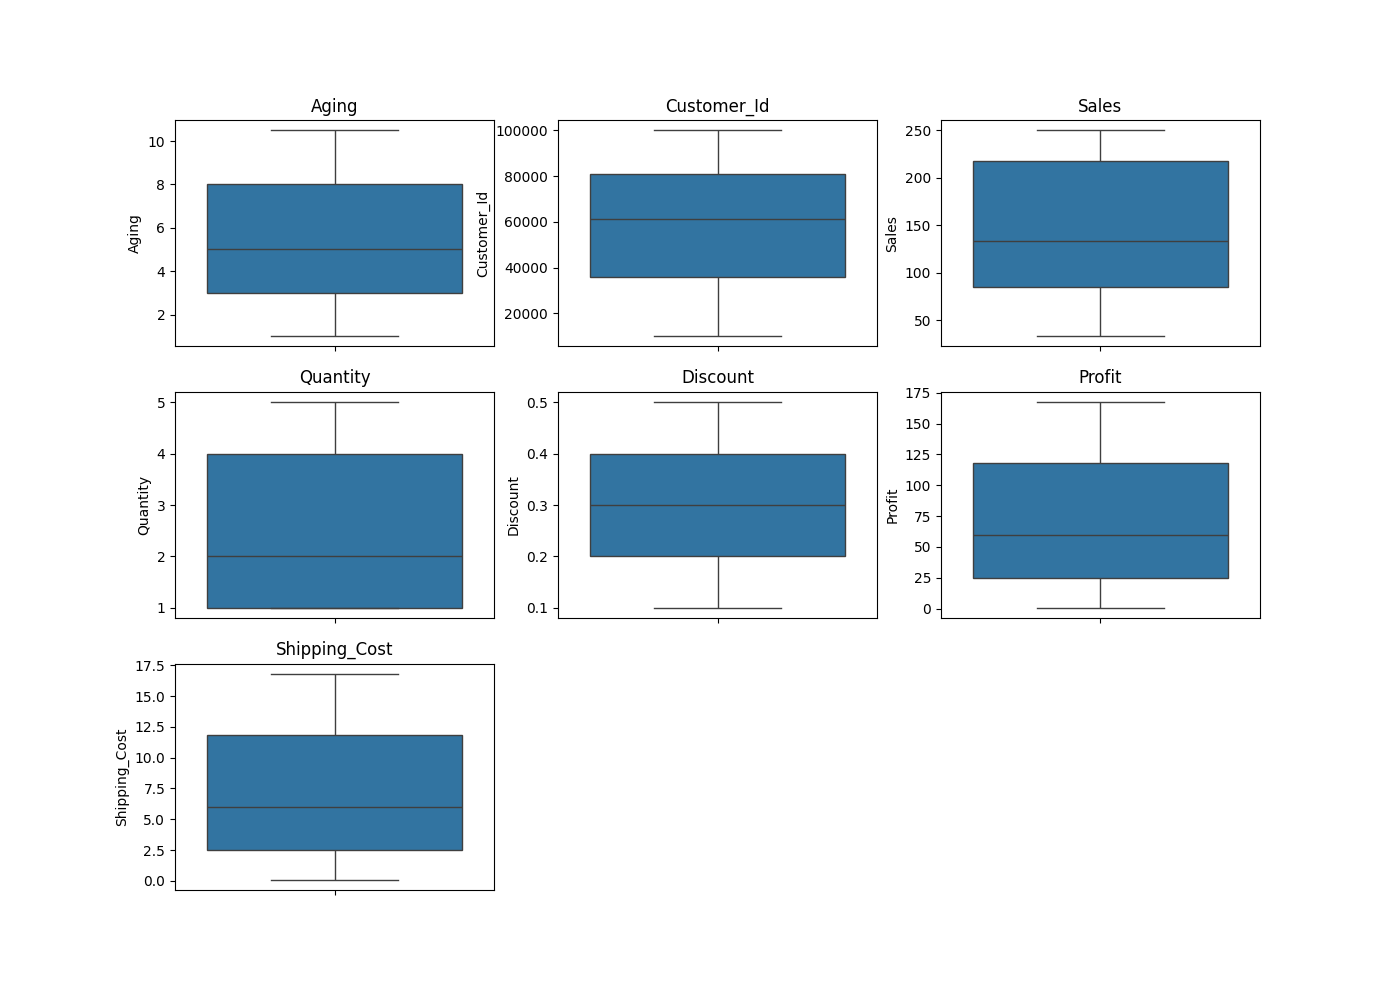 Aging
Aging
10
8
6
4
2
Customer_Id
Customer_Id
100000
80000
60000
40000
20000
Sales
Sales
250
200
150
100
50
Quantity
Quantity
5
4
3
2
1
Discount
Discount
0.5
0.4
0.3
0.2
0.1
Profit
Profit
175
150
125
100
75
50
25
0
Shipping_Cost
Shipping_Cost
17.5
15.0
12.5
10.0
7.5
5.0
2.5
0.0